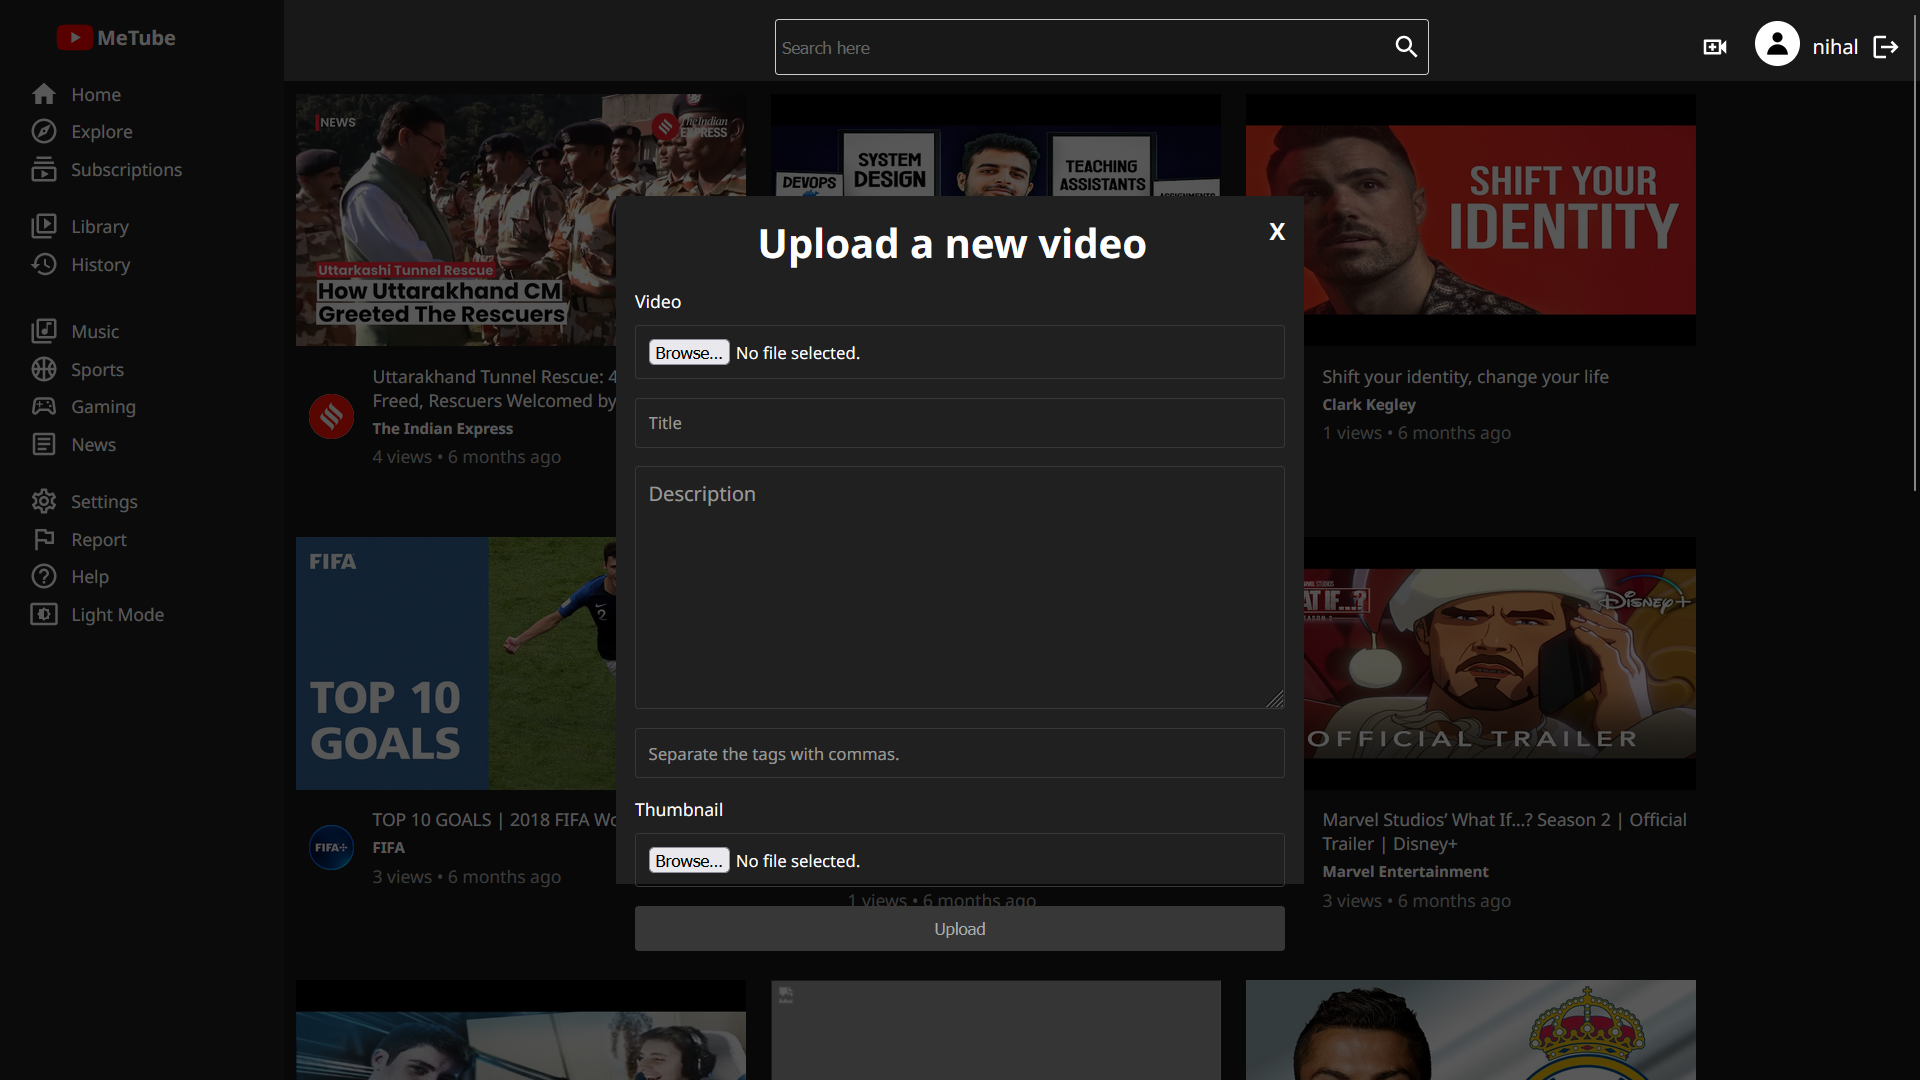 MeTube
Search here
nihal
Home
Explore
Subscriptions
Library
History
Music
Sports
Gaming
News
Settings
Report
Help
Light Mode
NEWS
The Indian
EXPRESS
Uttarkashi Tunnel Rescue
How Uttarakhand CM
Greeted The Rescuers
Uttarakhand Tunnel Rescue: 4
Freed, Rescuers Welcomed by
The Indian Express
4 views • 6 months ago
DEVOPS
SYSTEM
DESIGN
TEACHING
ASSISTANTS
SHIFT YOUR
IDENTITY
Shift your identity, change your life
Clark Kegley
1 views • 6 months ago
Upload a new video
X
Video
Browse... No file selected.
Title
Description
Separate the tags with commas.
Thumbnail
Browse... No file selected.
Upload
FIFA
2
TOP 10
GOALS
FIFA+
TOP 10 GOALS | 2018 FIFA Wo
FIFA
3 views • 6 months ago
1 views • 6 months ago
AT IF...?
Disney+
OFFICIAL TRAILER
Marvel Studios’ What If...? Season 2 | Official
Trailer | Disney+
Marvel Entertainment
3 views • 6 months ago